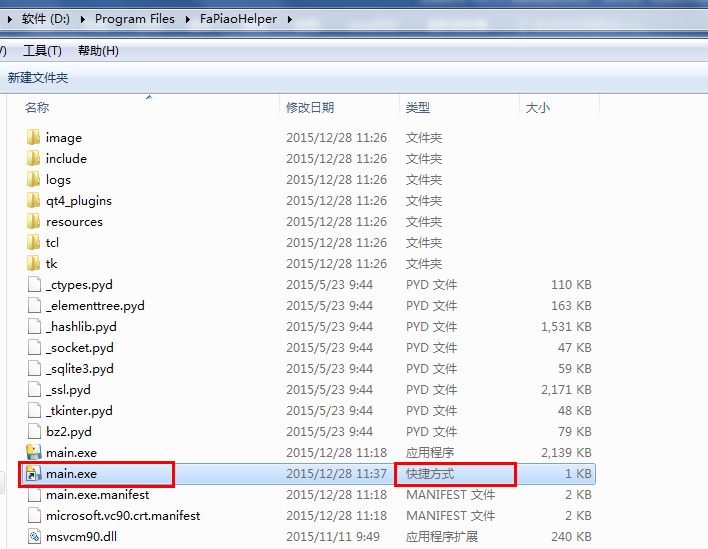 软件 (D:) ▸ Program Files ▸ FaPiaoHelper ▸
V) 工具(T) 帮助(H)
新建文件夹
名称 修改日期 类型 大小
image 2015/12/28 11:26 文件夹
include 2015/12/28 11:26 文件夹
logs 2015/12/28 11:26 文件夹
qt4_plugins 2015/12/28 11:26 文件夹
resources 2015/12/28 11:26 文件夹
tcl 2015/12/28 11:26 文件夹
tk 2015/12/28 11:26 文件夹
_ctypes.pyd 2015/5/23 9:44 PYD 文件 110 KB
_elementtree.pyd 2015/5/23 9:44 PYD 文件 163 KB
_hashlib.pyd 2015/5/23 9:44 PYD 文件 1,531 KB
_socket.pyd 2015/5/23 9:44 PYD 文件 47 KB
_sqlite3.pyd 2015/5/23 9:44 PYD 文件 59 KB
_ssl.pyd 2015/5/23 9:44 PYD 文件 2,171 KB
_tkinter.pyd 2015/5/23 9:44 PYD 文件 48 KB
bz2.pyd 2015/5/23 9:44 PYD 文件 79 KB
main.exe 2015/12/28 11:18 应用程序 2,139 KB
main.exe 2015/12/28 11:37 快捷方式 1 KB
main.exe.manifest 2015/12/28 11:18 MANIFEST 文件 2 KB
microsoft.vc90.crt.manifest 2015/12/28 11:18 MANIFEST 文件 2 KB
msvcm90.dll 2015/11/11 9:49 应用程序扩展 240 KB